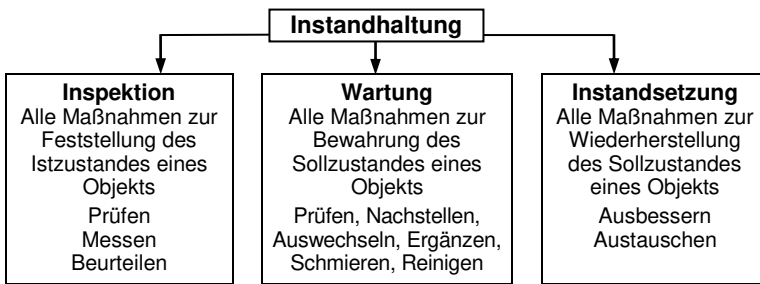 Instandhaltung
Inspektion
Alle Maßnahmen zur
Feststellung des
Istzustandes eines
Objekts
Prüfen
Messen
Beurteilen
Wartung
Alle Maßnahmen zur
Bewahrung des
Sollzustandes eines
Objekts
Prüfen, Nachstellen,
Auswechseln, Ergänzen,
Schmieren, Reinigen
Instandsetzung
Alle Maßnahmen zur
Wiederherstellung
des Sollzustandes
eines Objekts
Ausbessern
Austauschen